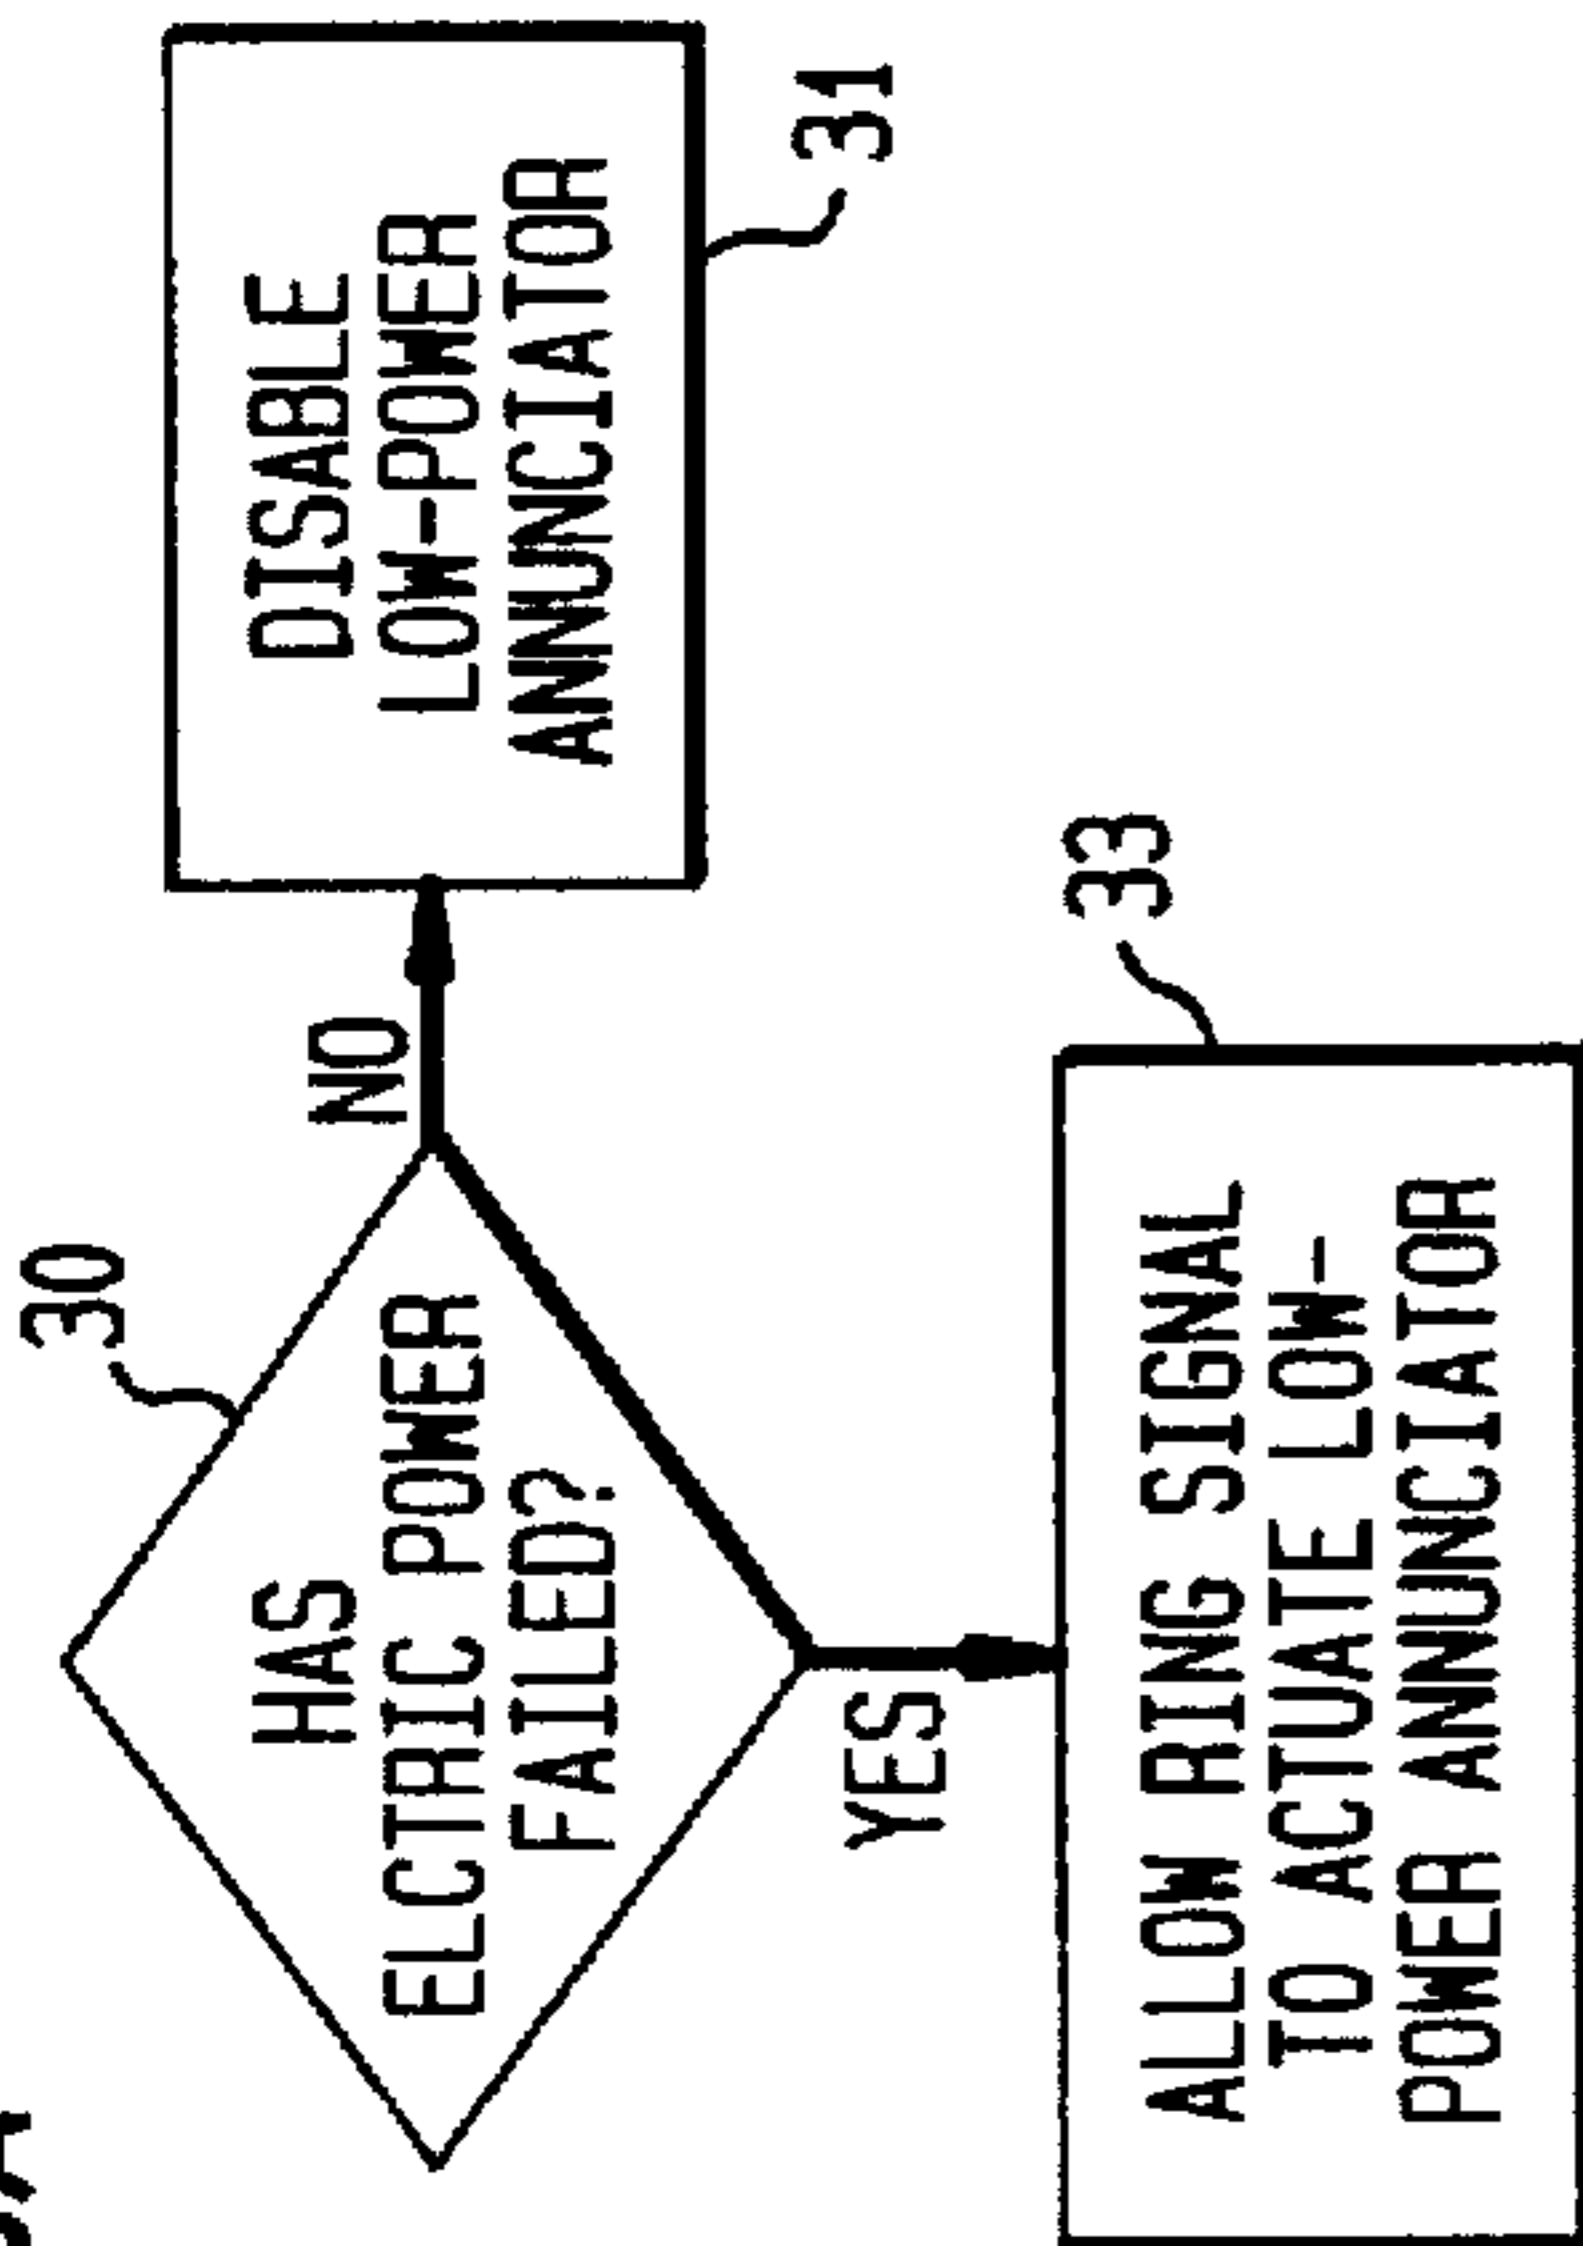 30
HAS
ELCTRIC POWER
FAILED?
NO
DISABLE
LOW-POWER
ANNUNCIATOR
31
YES
33
ALLOW RING SIGNAL
TO ACTUATE LOW-
POWER ANNUNCIATOR